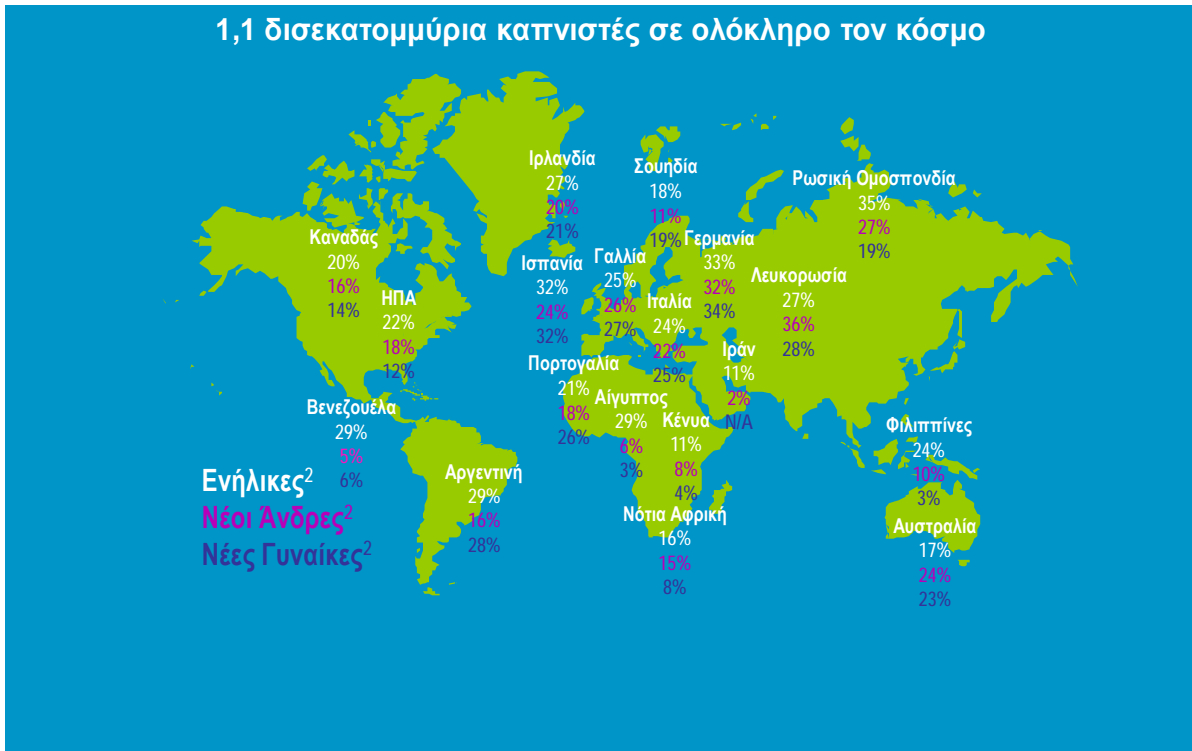 1,1 δισεκατομμύρια καπνιστές σε ολόκληρο τον κόσμο
Ιρλανδία
27%
20%
21%
Σουηδία
18%
11%
19%
Ρωσική Ομοσπονδία
35%
27%
19%
Καναδάς
20%
16%
14%
ΗΠΑ
22%
18%
12%
Ισπανία
32%
24%
32%
Γαλλία
25%
26%
27%
Γερμανία
33%
32%
34%
Ιταλία
24%
22%
25%
Λευκορωσία
27%
36%
28%
Ιράν
11%
2%
N/A
Πορτογαλία
21%
18%
26%
Αίγυπτος
29%
6%
3%
Κένυα
11%
8%
4%
Βενεζουέλα
29%
5%
6%
Φιλιππίνες
24%
10%
3%
Αργεντινή
29%
16%
28%
Νότια Αφρική
16%
15%
8%
Αυστραλία
17%
24%
23%
Ενήλικες2
Νέοι Άνδρες2
Νέες Γυναίκες2